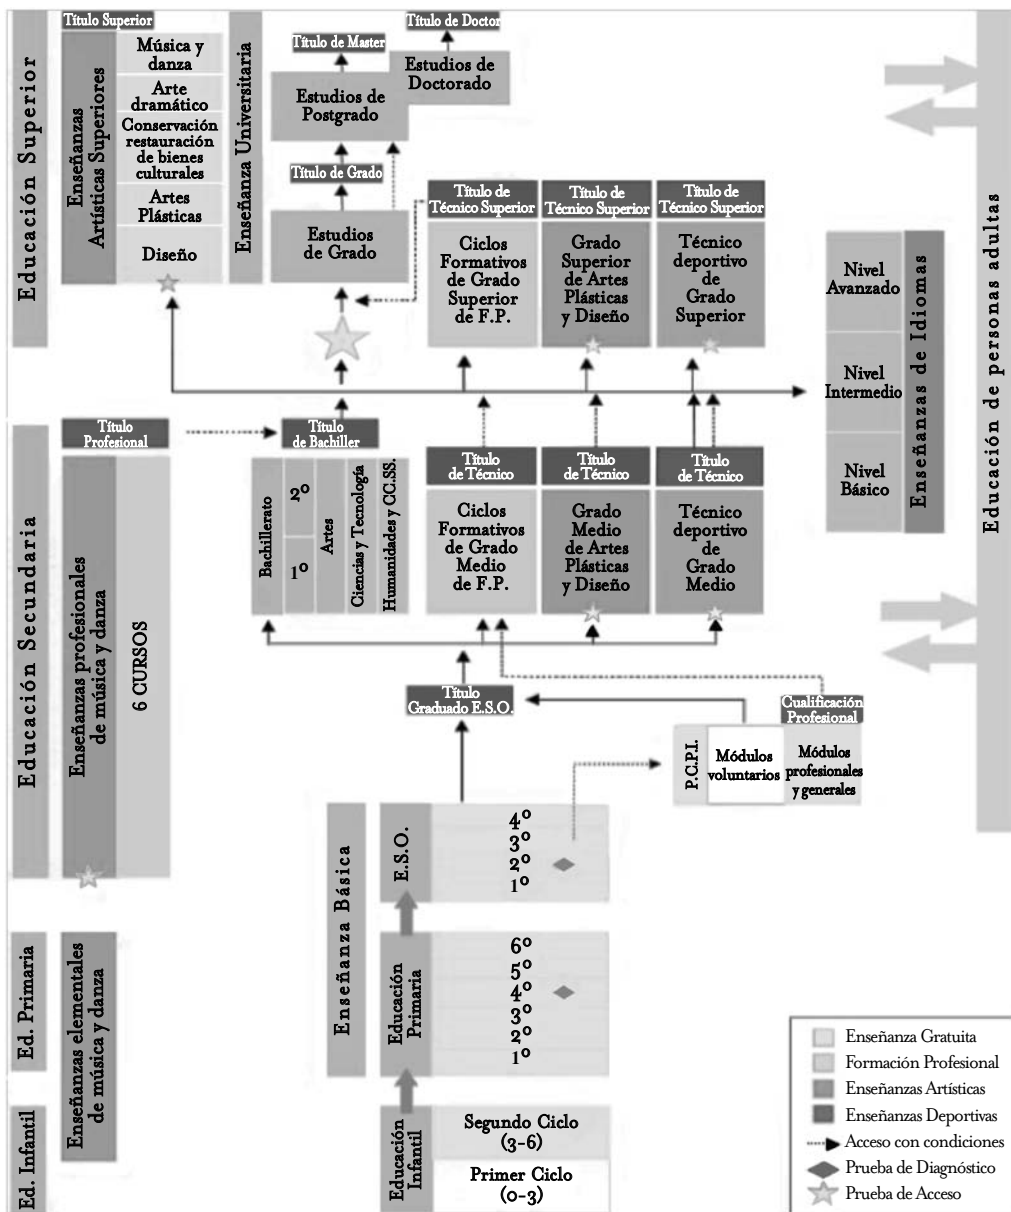 Educación Superior
Título Superior
Enseñanzas
Artísticas Superiores
Música y
danza
Arte
dramático
Conservación
restauración
de bienes
culturales
Artes
Plásticas
Diseño
Enseñanza Universitaria
Título de Master
Título de Doctor
Estudios de
Postgrado
Estudios de
Doctorado
Título de Grado
Estudios
de Grado
Título de
Técnico Superior
Ciclos
Formativos
de Grado
Superior
de F.P.
Título de
Técnico Superior
Grado
Superior
de Artes
Plásticas
y Diseño
Título de
Técnico Superior
Técnico
deportivo
de
Grado
Superior
Nivel
Avanzado
Nivel
Intermedio
Nivel
Básico
Enseñanzas de Idiomas
Educación de personas adultas
Educación Secundaria
Título
Profesional
Enseñanzas profesionales
de música y danza
6 CURSOS
Título
de Bachiller
Bachillerato
2º
1º
Artes
Ciencias y Tecnología
Humanidades y CC.SS.
Título
de Técnico
Ciclos
Formativos
de Grado
Medio
de F.P.
Título
de Técnico
Grado
Medio
de Artes
Plásticas
y Diseño
Título
de Técnico
Técnico
deportivo
de
Grado
Medio
Título
Graduado E.S.O.
Cualificación
Profesional
P.C.P.I.
Módulos
voluntarios
Módulos
profesionales
y generales
Enseñanza Básica
E.S.O.
4º
3º
2º
1º
Ed. Primaria
Enseñanzas elementales
de música y danza
Educación
Primaria
6º
5º
4º
3º
2º
1º
Ed. Infantil
Educación
Infantil
Segundo Ciclo
(3-6)
Primer Ciclo
(0-3)
Enseñanza Gratuita
Formación Profesional
Enseñanzas Artísticas
Enseñanzas Deportivas
Acceso con condiciones
Prueba de Diagnóstico
Prueba de Acceso